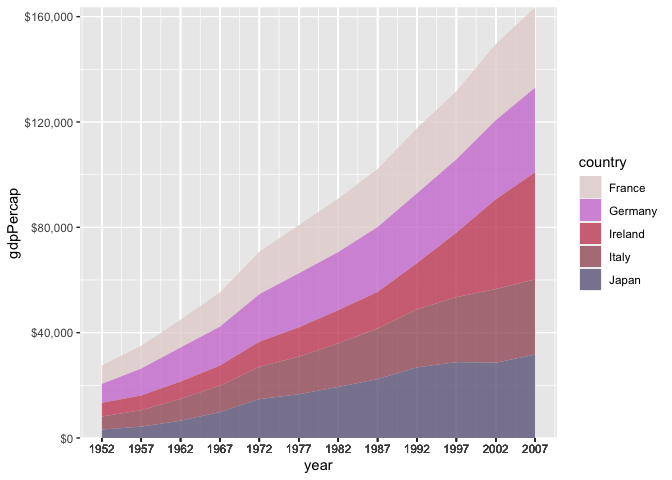 $160,000
$120,000
$80,000
$40,000
$0
gdpPercap
1952 1957 1962 1967 1972 1977 1982 1987 1992 1997 2002 2007
year
country
France
Germany
Ireland
Italy
Japan